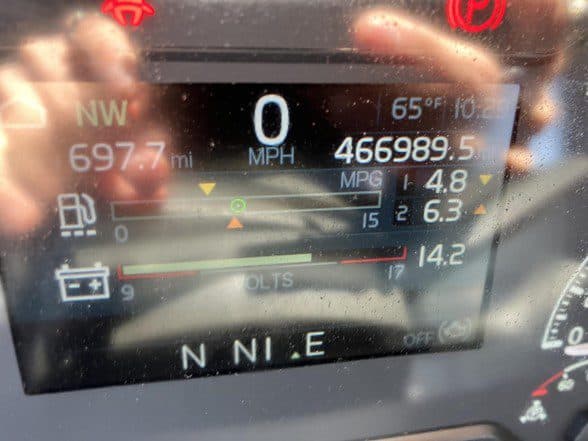 P
NW 0 65°F
697.7 mi MPH 466989.5
MPG 1 4.8
0 15 2 6.3
9 VOLTS 17 14.2
N NI E OFF
0